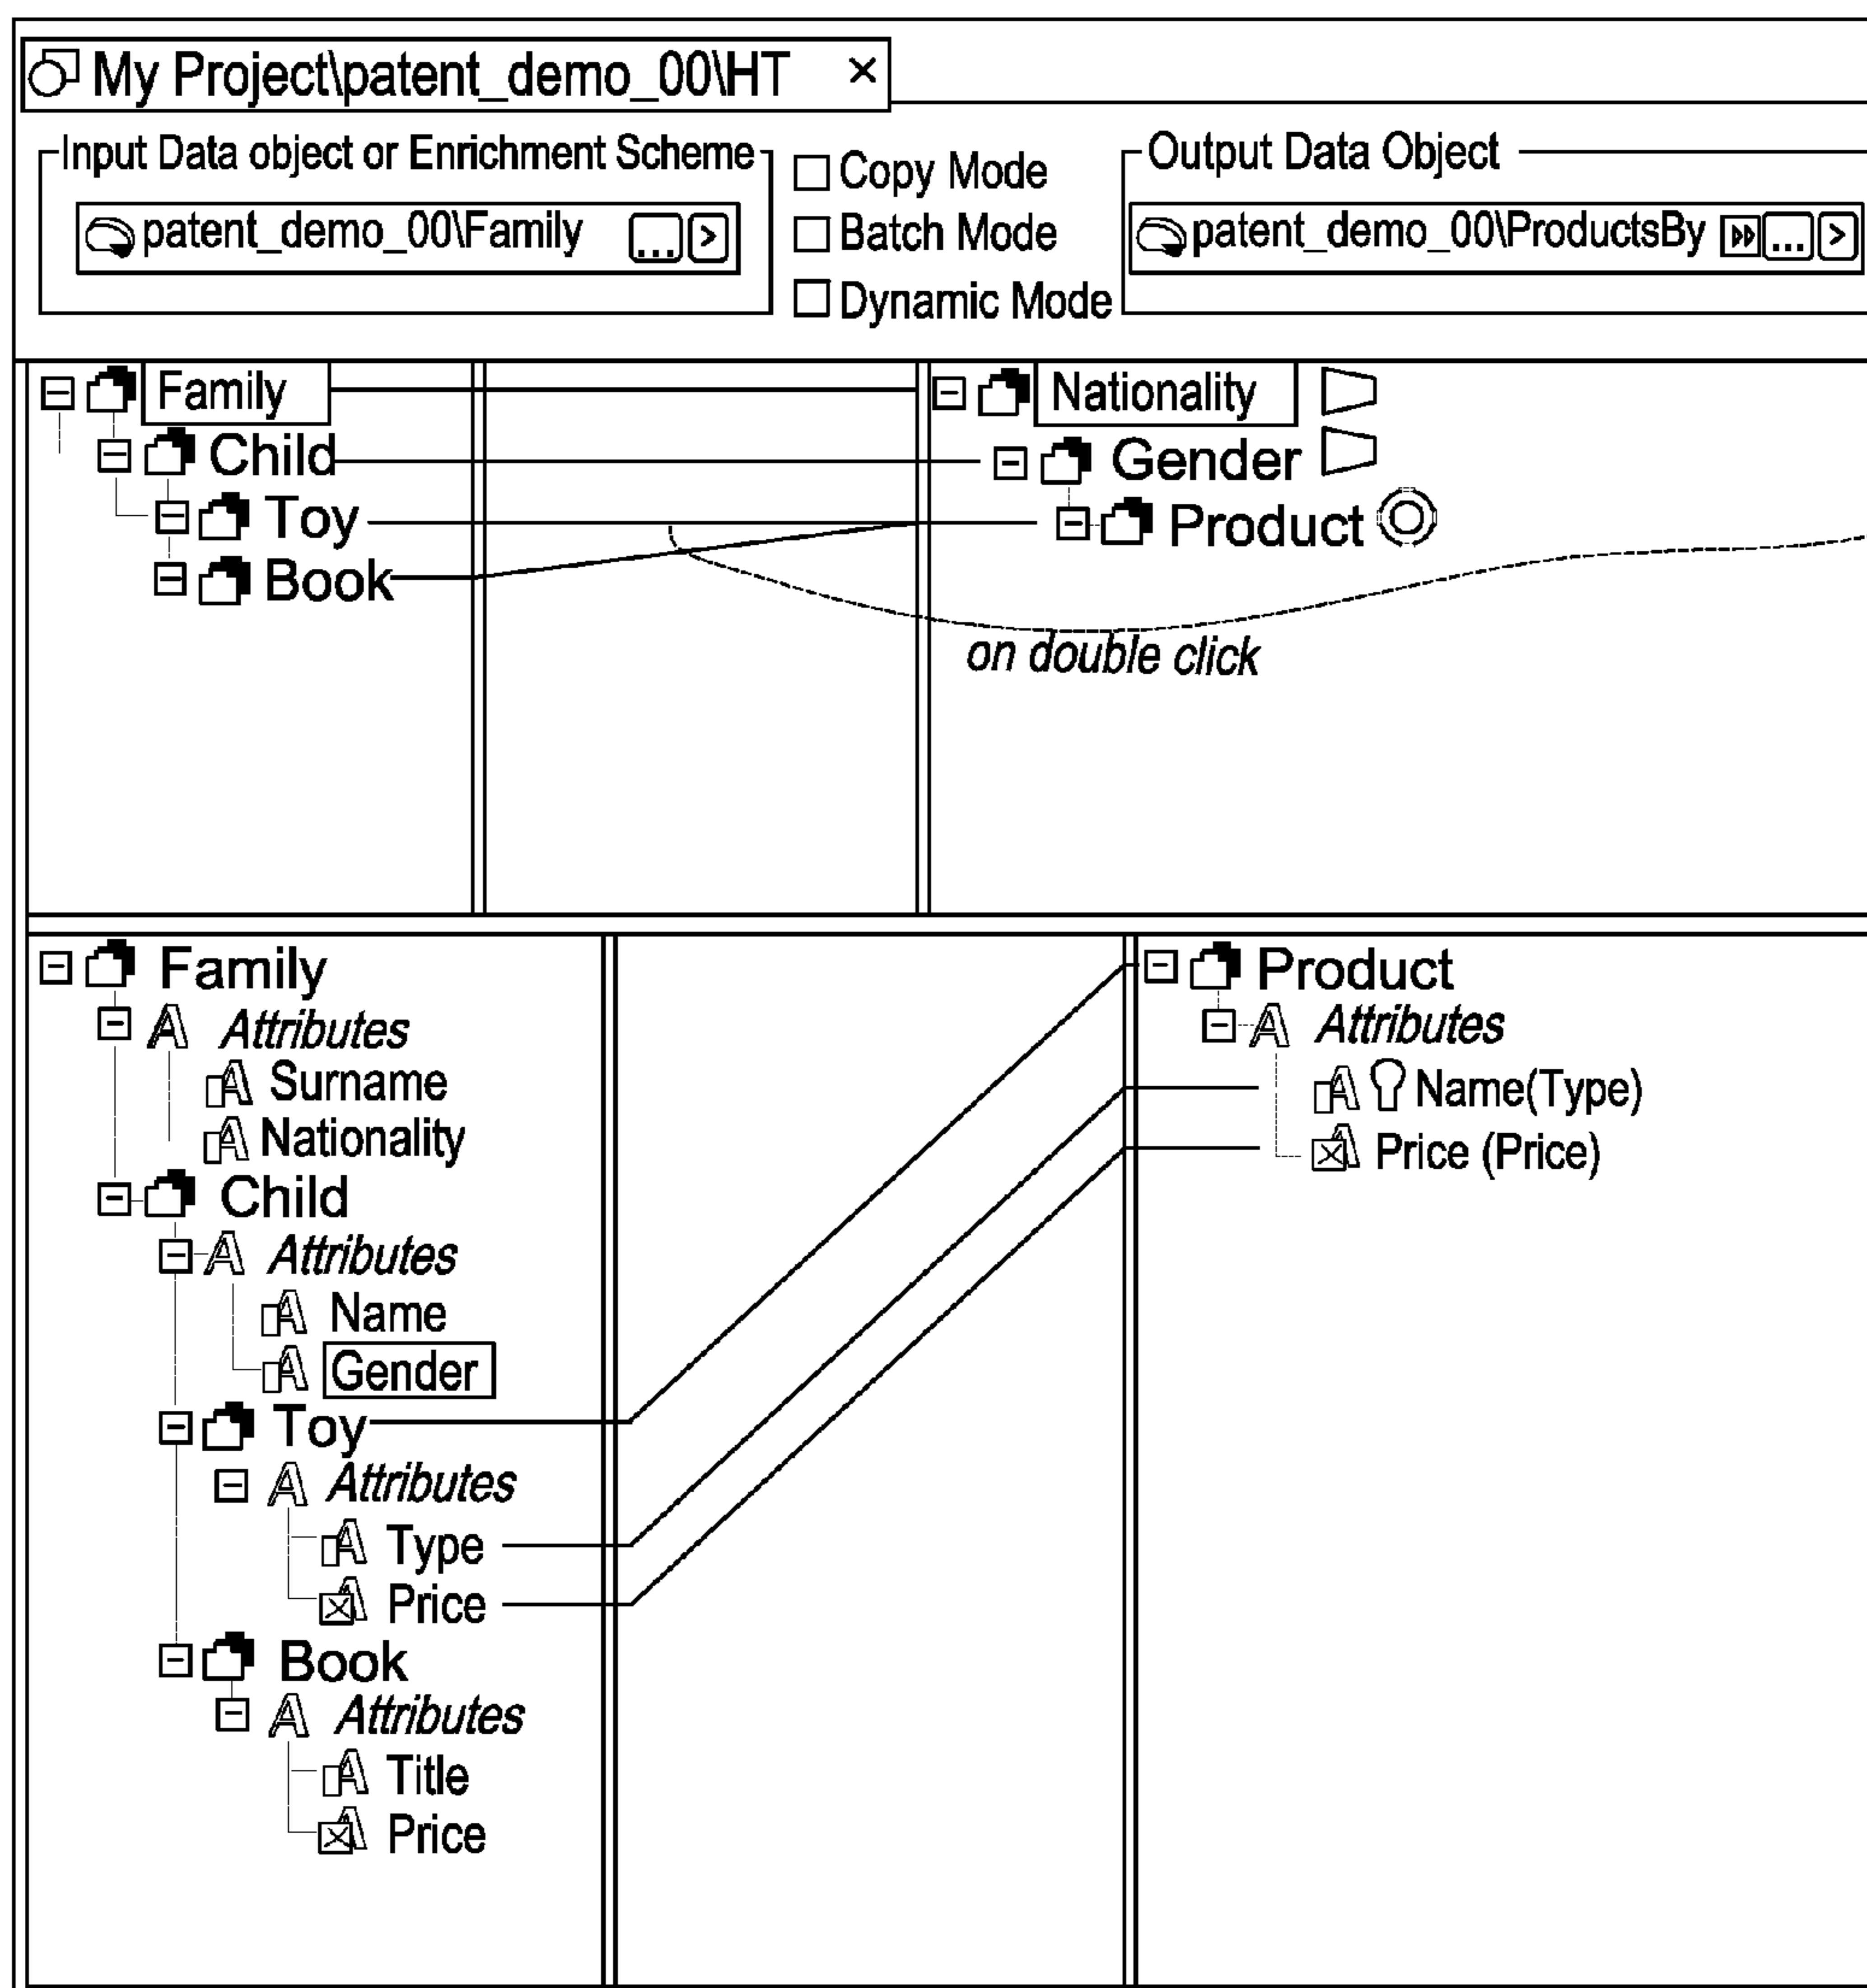 My Project\patent_demo_00\HT ×
Input Data object or Enrichment Scheme
patent_demo_00\Family ... >
Copy Mode
Batch Mode
Dynamic Mode
Output Data Object
patent_demo_00\ProductsBy ... >
Family
Child
Toy
Book
Nationality
Gender
Product
on double click
Family
Attributes
Surname
Nationality
Child
Attributes
Name
Gender
Toy
Attributes
Type
Price
Book
Attributes
Title
Price
Product
Attributes
Name(Type)
Price (Price)